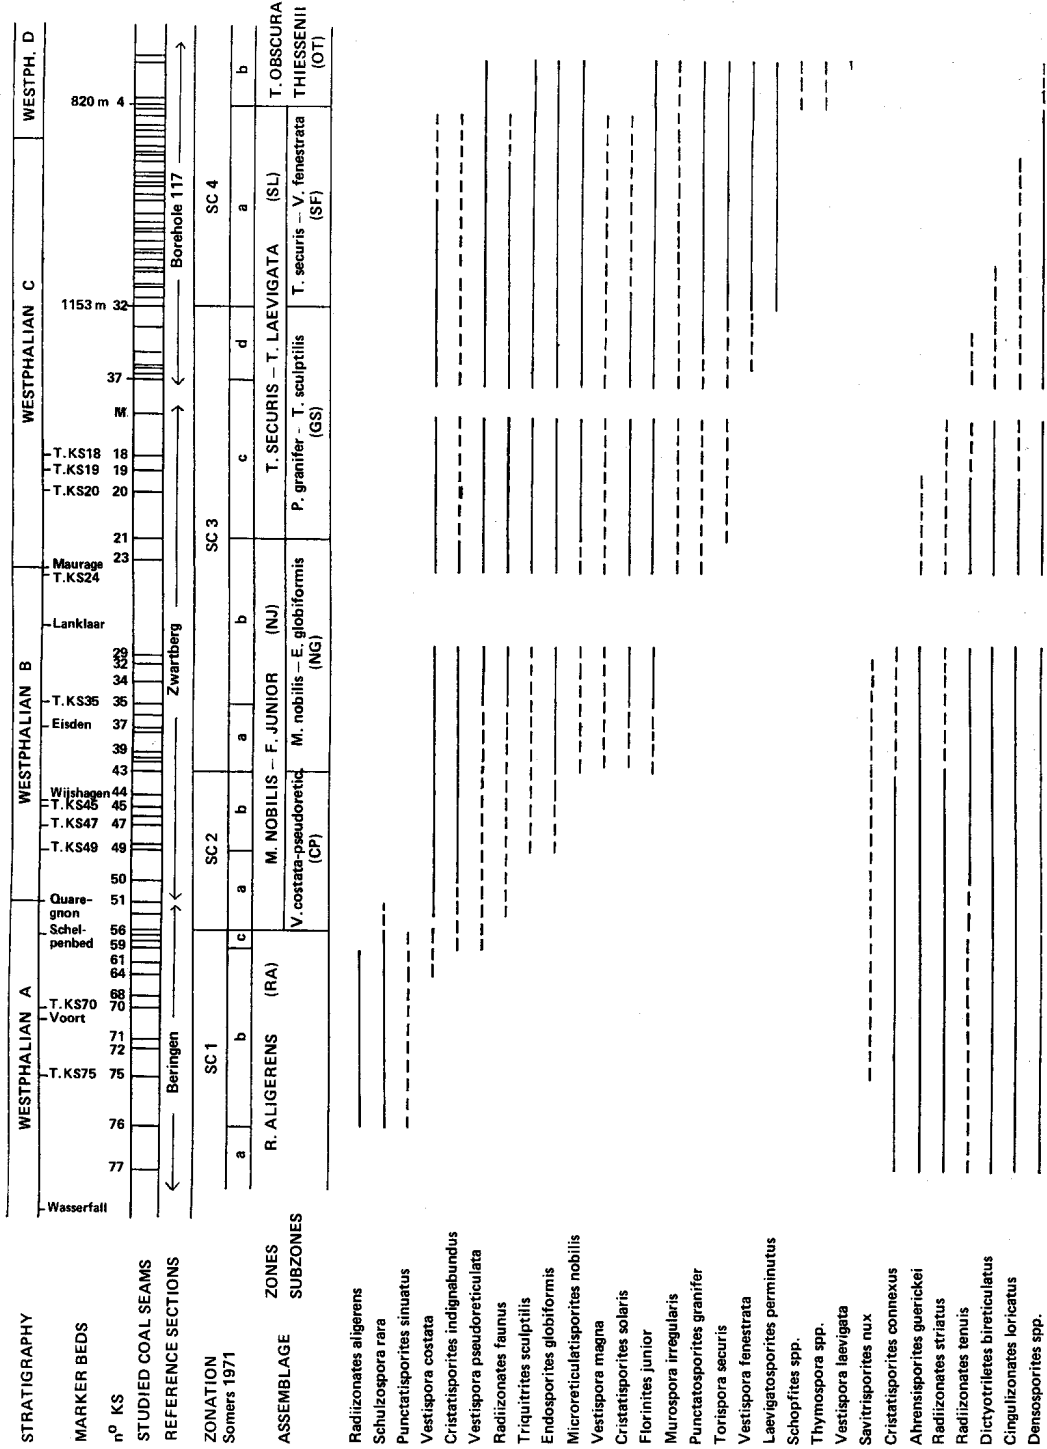 STRATIGRAPHY
WESTPHALIAN A
WESTPHALIAN B
WESTPHALIAN C
WESTPH. D
MARKER BEDS
Wasserfall
T.KS75
Voort
T.KS70
Schel-
penbed
Quare-
gnon
T.KS49
T.KS47
T.KS45
Wijshagen
Eisden
T.KS35
Lanklaar
T.KS24
Maurage
T.KS20
T.KS19
T.KS18
1153 m
820 m
nº KS
77
76
75
72
71
70
68
64
61
59
56
51
50
49
47
45
44
43
39
37
35
34
32
29
23
21
20
19
18
M
37
32
4
STUDIED COAL SEAMS
REFERENCE SECTIONS
Beringen
Zwartberg
Borehole 117
ZONATION
Somers 1971
SC 1
SC 2
SC 3
SC 4
a
b
c
a
b
a
b
c
d
a
b
ASSEMBLAGE
ZONES
R. ALIGERENS (RA)
M. NOBILIS – F. JUNIOR (NJ)
T. SECURIS – T. LAEVIGATA (SL)
T. OBSCURA
THIESSENII
(OT)
SUBZONES
V. costata-pseudoretic.
(CP)
M. nobilis – E. globiformis
(NG)
P. granifer – T. sculptilis
(GS)
T. securis – V. fenestrata
(SF)
Radiizonates aligerens
Schulzospora rara
Punctatisporites sinuatus
Vestispora costata
Cristatisporites indignabundus
Vestispora pseudoreticulata
Radiizonates faunus
Triquitrites sculptilis
Endosporites globiformis
Microreticulatisporites nobilis
Vestispora magna
Cristatisporites solaris
Florinites junior
Murospora irregularis
Punctatosporites granifer
Torispora securis
Vestispora fenestrata
Laevigatosporites perminutus
Schopfites spp.
Thymospora spp.
Vestispora laevigata
Savitrisporites nux
Cristatisporites connexus
Ahrensisporites guerickei
Radiizonates striatus
Radiizonates tenuis
Dictyotriletes bireticulatus
Cingulizonates loricatus
Densosporites spp.